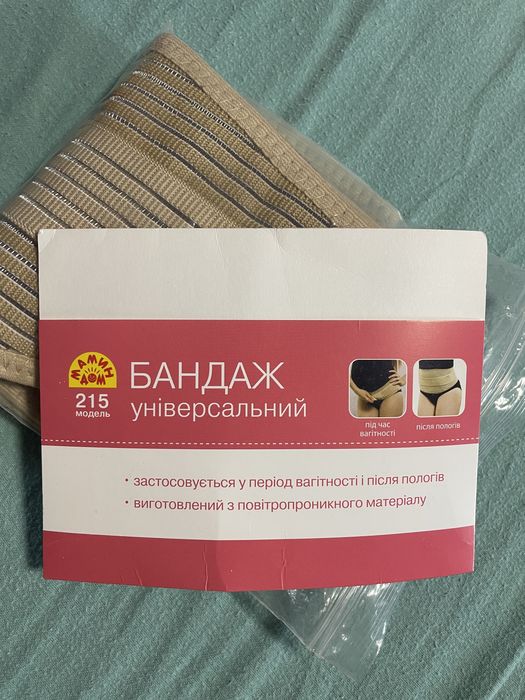 МАМИН
ДОМ
215
модель
БАНДАЖ
універсальний
під час
вагітності
після пологів
• застосовується у період вагітності і після пологів
• виготовлений з повітропроникного матеріалу